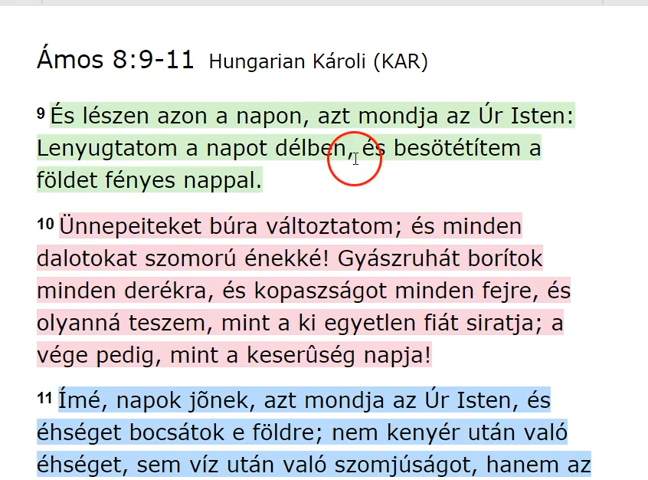 Ámos 8:9-11 Hungarian Károli (KAR)
9 És lészen azon a napon, azt mondja az Úr Isten:
Lenyugtatom a napot délben, és besötétítem a
földet fényes nappal.
10 Ünnepeiteket búra változtatom; és minden
dalotokat szomorú énekké! Gyászruhát borítok
minden derékra, és kopaszságot minden fejre, és
olyanná teszem, mint a ki egyetlen fiát siratja; a
vége pedig, mint a keserûség napja!
11 Ímé, napok jõnek, azt mondja az Úr Isten, és
éhséget bocsátok e földre; nem kenyér után való
éhséget, sem víz után való szomjúságot, hanem az